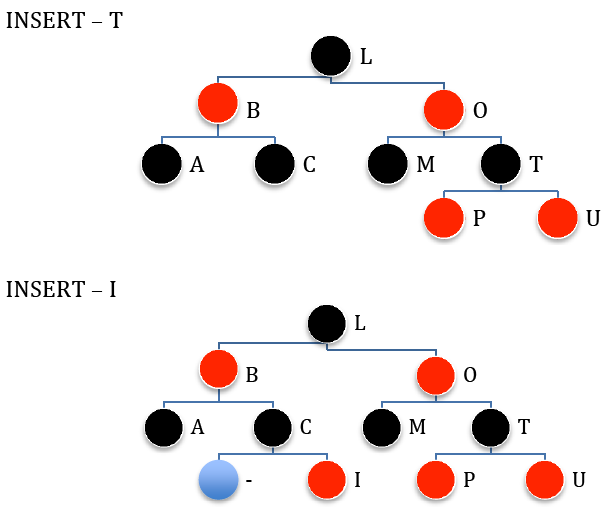 INSERT – T
L
B O
A C M T
P U
INSERT – I
L
B O
A C M T
- I P U